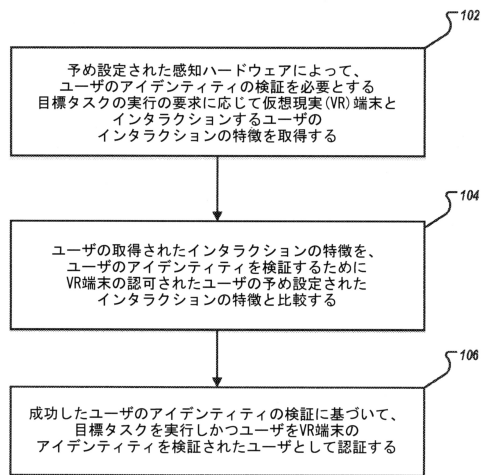 102
予め設定された感知ハードウェアによって、
ユーザのアイデンティティの検証を必要とする
目標タスクの実行の要求に応じて仮想現実(VR)端末と
インタラクションするユーザの
インタラクションの特徴を取得する
104
ユーザの取得されたインタラクションの特徴を、
ユーザのアイデンティティを検証するために
VR端末の認可されたユーザの予め設定された
インタラクションの特徴と比較する
106
成功したユーザのアイデンティティの検証に基づいて、
目標タスクを実行しかつユーザをVR端末の
アイデンティティを検証されたユーザとして認証する